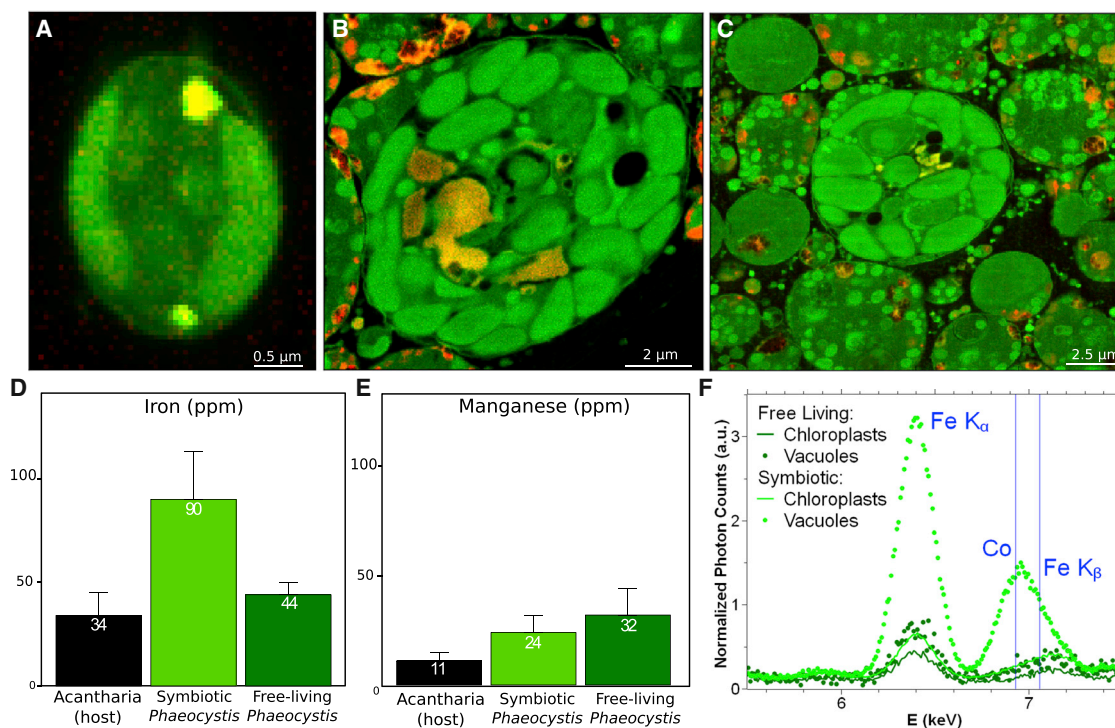 A
B
C
0.5 µm
2 µm
2.5 µm
D
Iron (ppm)
100
50
0
90
34
44
Acantharia
(host)
Symbiotic
Phaeocystis
Free-living
Phaeocystis
E
Manganese (ppm)
100
50
0
11
24
32
Acantharia
(host)
Symbiotic
Phaeocystis
Free-living
Phaeocystis
F
Normalized Photon Counts (a.u.)
3
2
1
0
Free Living:
Chloroplasts
Vacuoles
Symbiotic:
Chloroplasts
Vacuoles
Fe Kα
Co
Fe Kβ
6
7
E (keV)